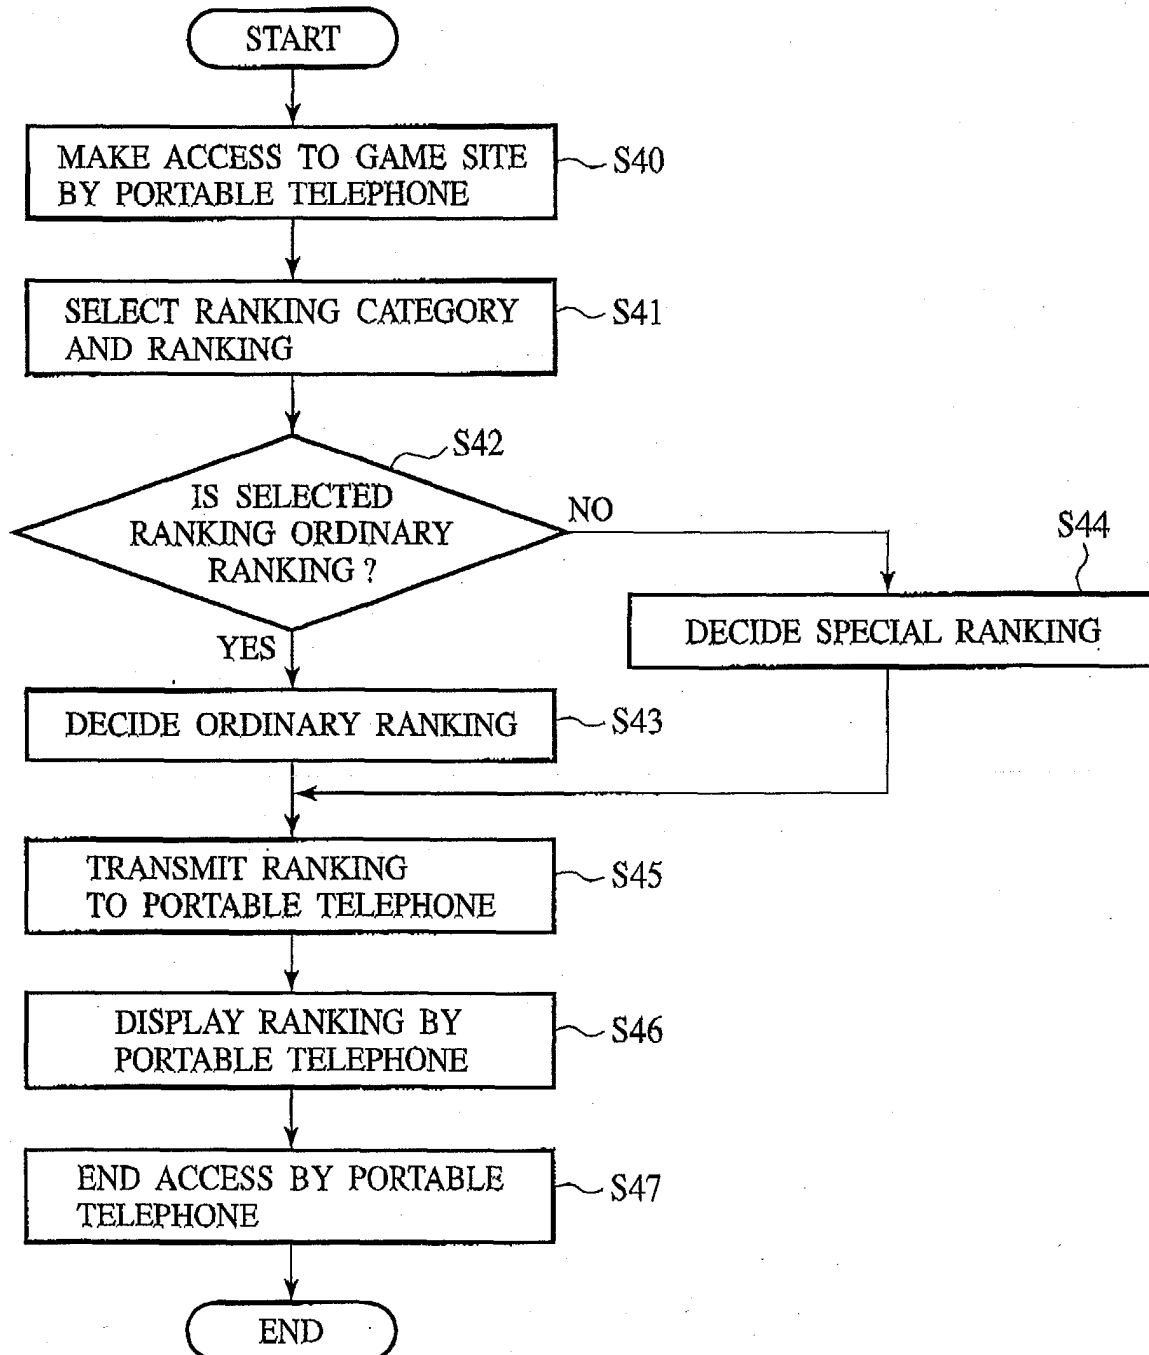 START
MAKE ACCESS TO GAME SITE
BY PORTABLE TELEPHONE
S40
SELECT RANKING CATEGORY
AND RANKING
S41
S42
IS SELECTED
RANKING ORDINARY
RANKING ?
NO
S44
DECIDE SPECIAL RANKING
YES
DECIDE ORDINARY RANKING
S43
TRANSMIT RANKING
TO PORTABLE TELEPHONE
S45
DISPLAY RANKING BY
PORTABLE TELEPHONE
S46
END ACCESS BY PORTABLE
TELEPHONE
S47
END